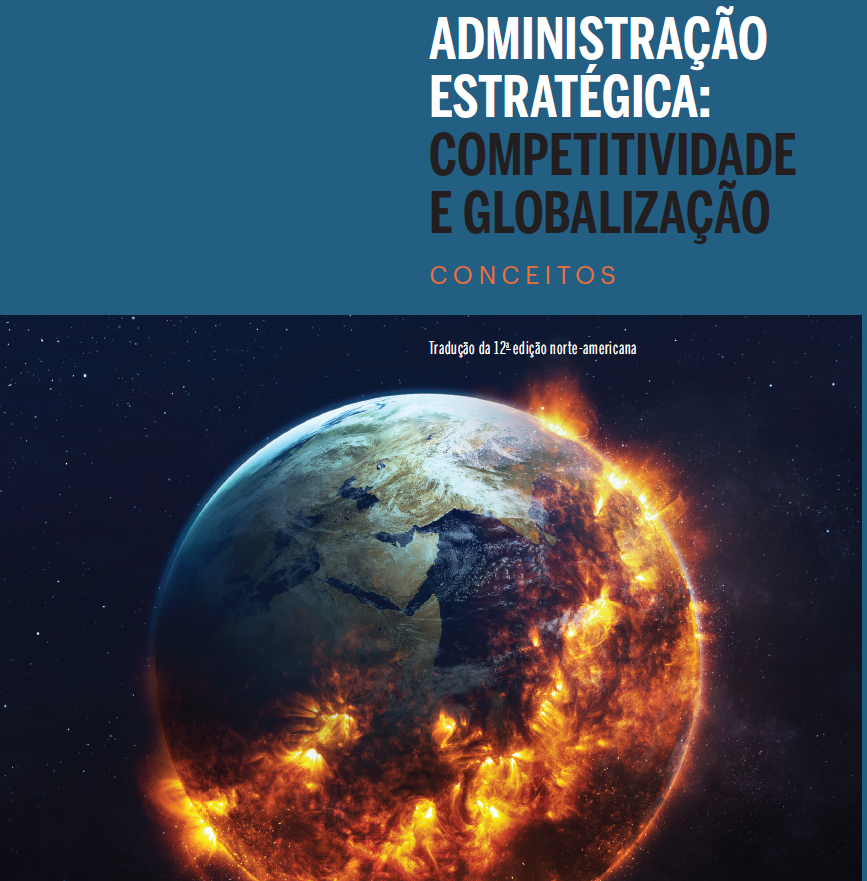 ADMINISTRAÇÃO
ESTRATÉGICA:
COMPETITIVIDADE
E GLOBALIZAÇÃO
CONCEITOS
Tradução da 12ª edição norte-americana